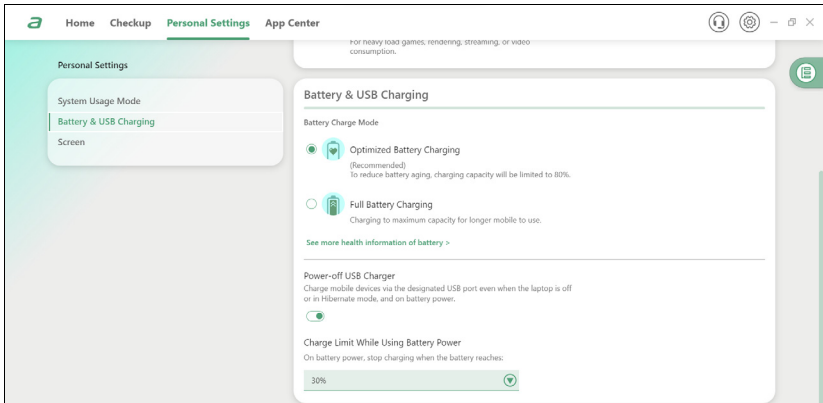 a Home Checkup Personal Settings App Center
For heavy load games, rendering, streaming, or video
consumption.
Personal Settings
System Usage Mode
Battery & USB Charging
Screen
Battery & USB Charging
Battery Charge Mode
Optimized Battery Charging
(Recommended)
To reduce battery aging, charging capacity will be limited to 80%.
Full Battery Charging
Charging to maximum capacity for longer mobile to use.
See more health information of battery >
Power-off USB Charger
Charge mobile devices via the designated USB port even when the laptop is off
or in Hibernate mode, and on battery power.
Charge Limit While Using Battery Power
On battery power, stop charging when the battery reaches:
30%